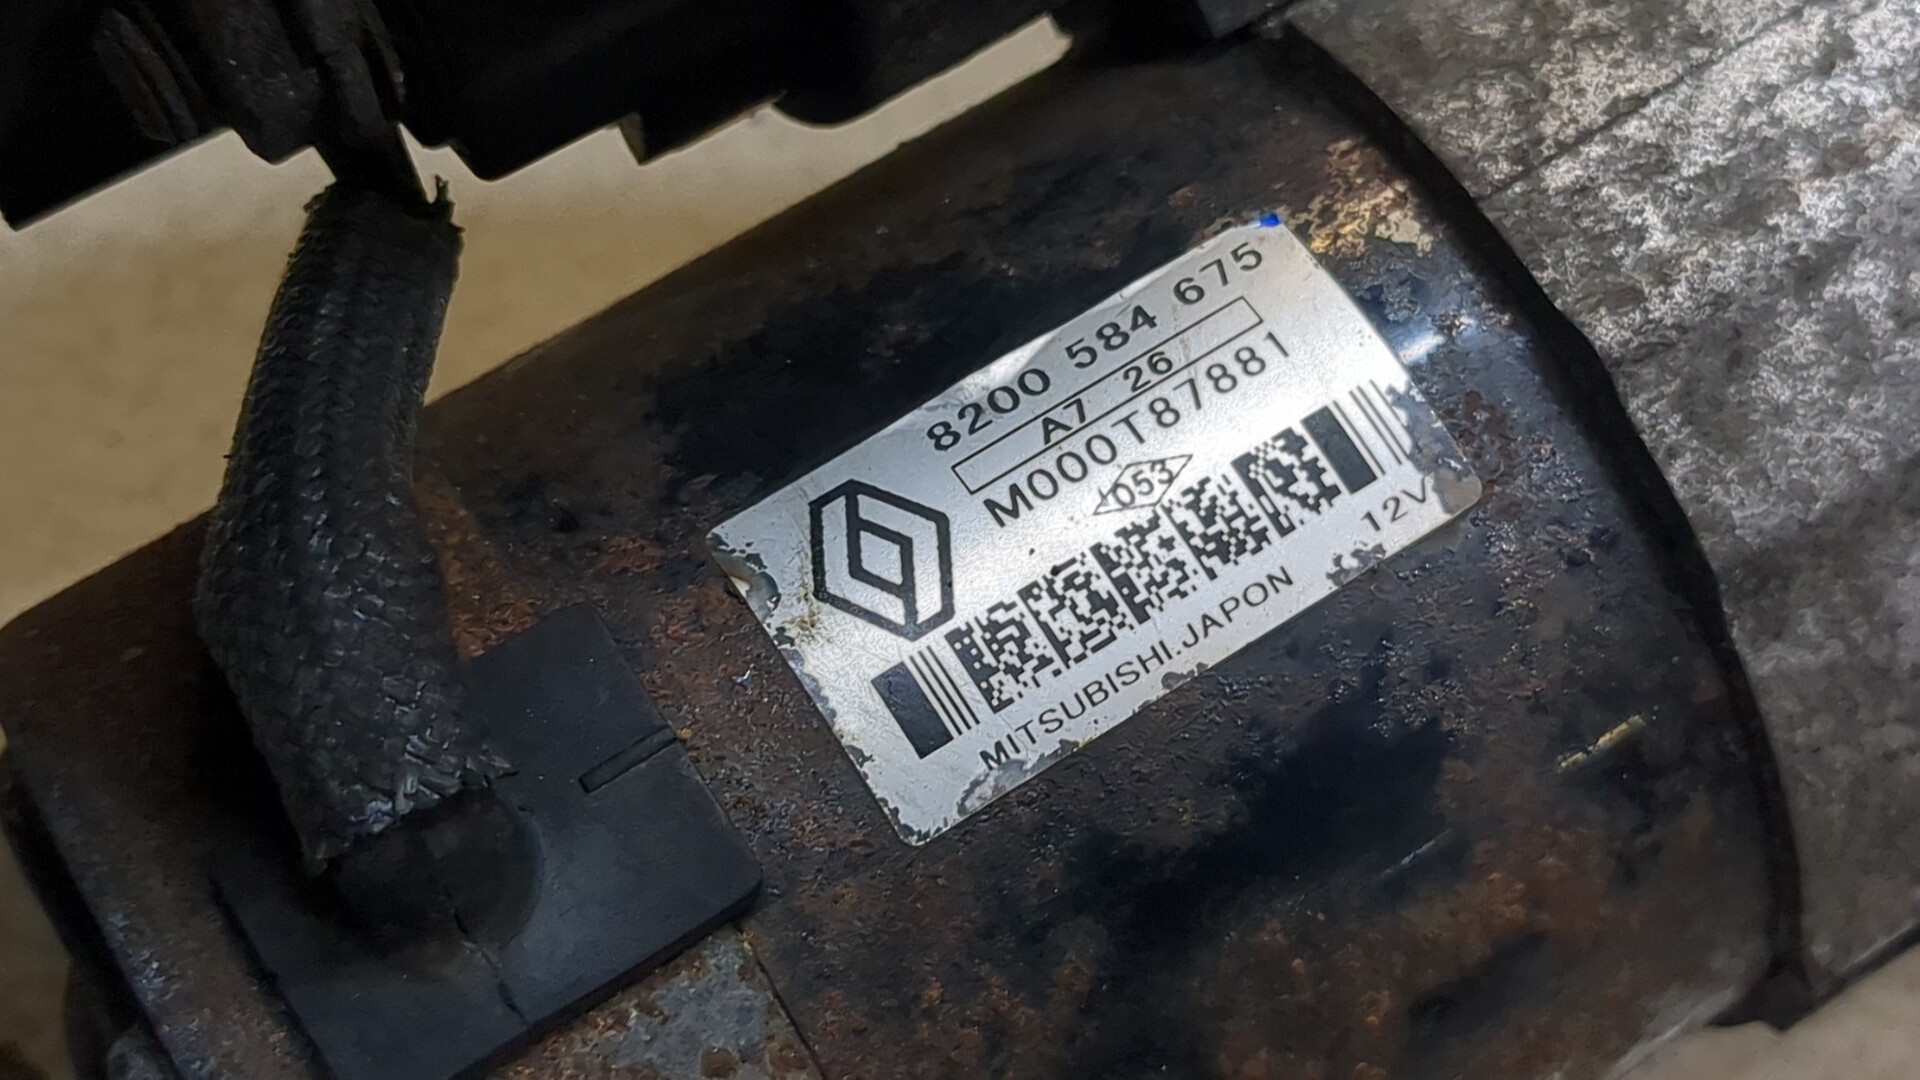 8200 584 675
A7 26
M000T87881
053
12V
MITSUBISHI.JAPON